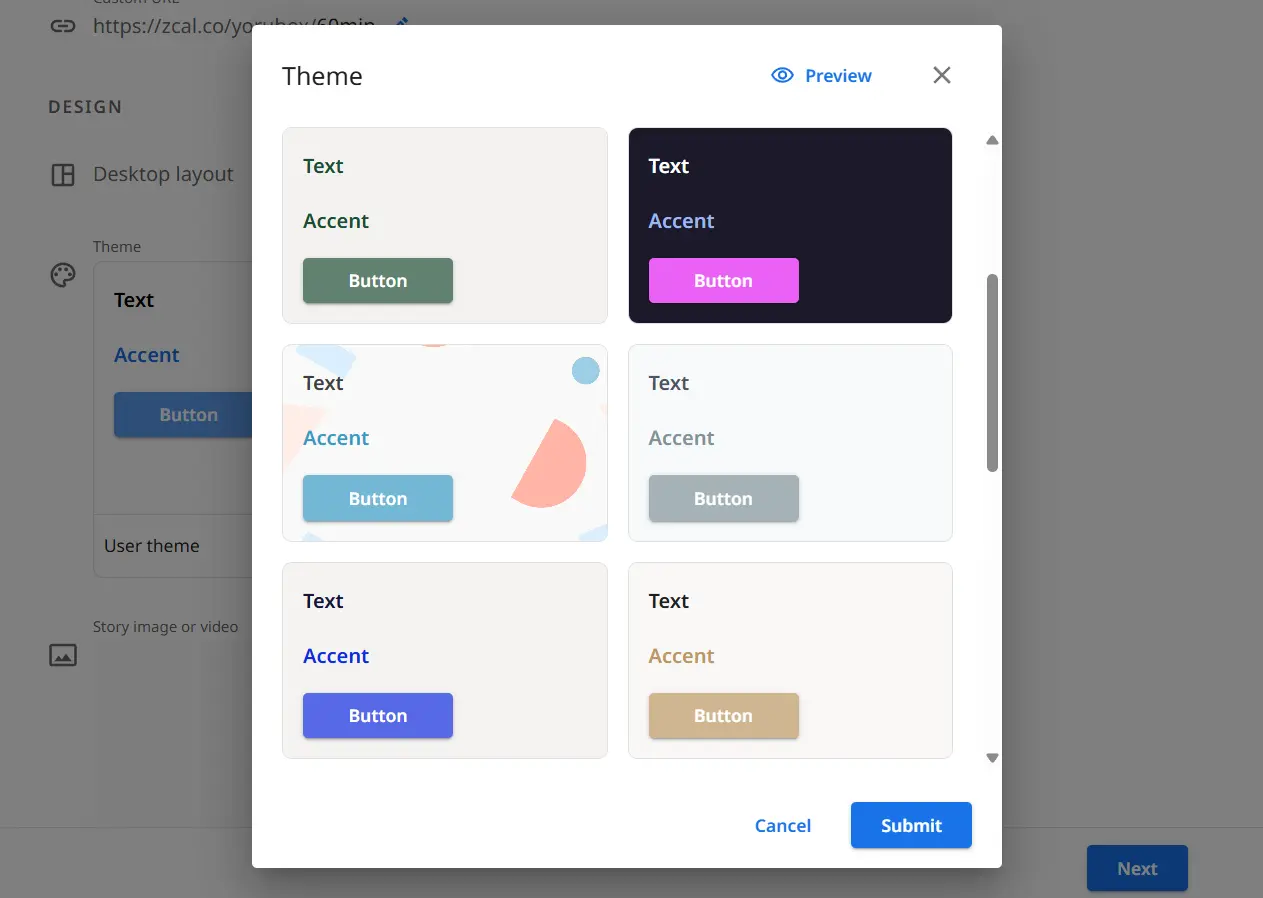 https://zcal.co/yorubox/60min
DESIGN
Desktop layout
Theme
Text
Accent
Button
User theme
Story image or video
Theme
Preview
Text
Accent
Button
Text
Accent
Button
Text
Accent
Button
Text
Accent
Button
Text
Accent
Button
Text
Accent
Button
Cancel
Submit
Next